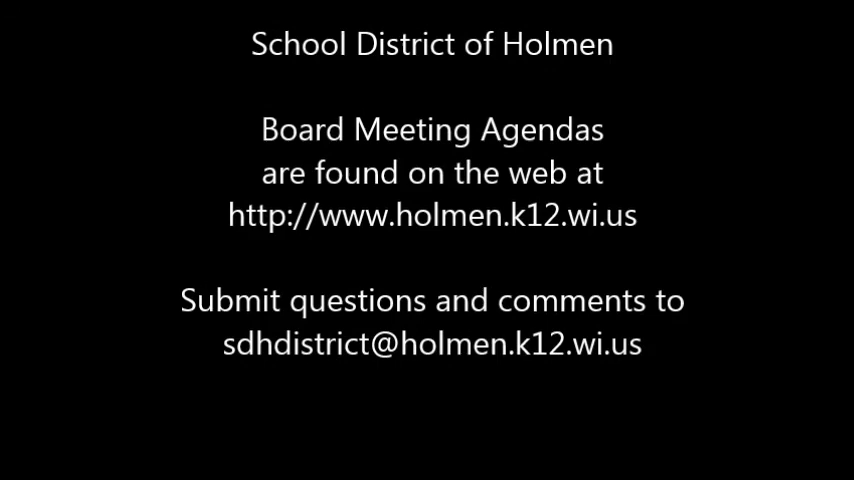 School District of Holmen
Board Meeting Agendas
are found on the web at
http://www.holmen.k12.wi.us
Submit questions and comments to
sdhdistrict@holmen.k12.wi.us